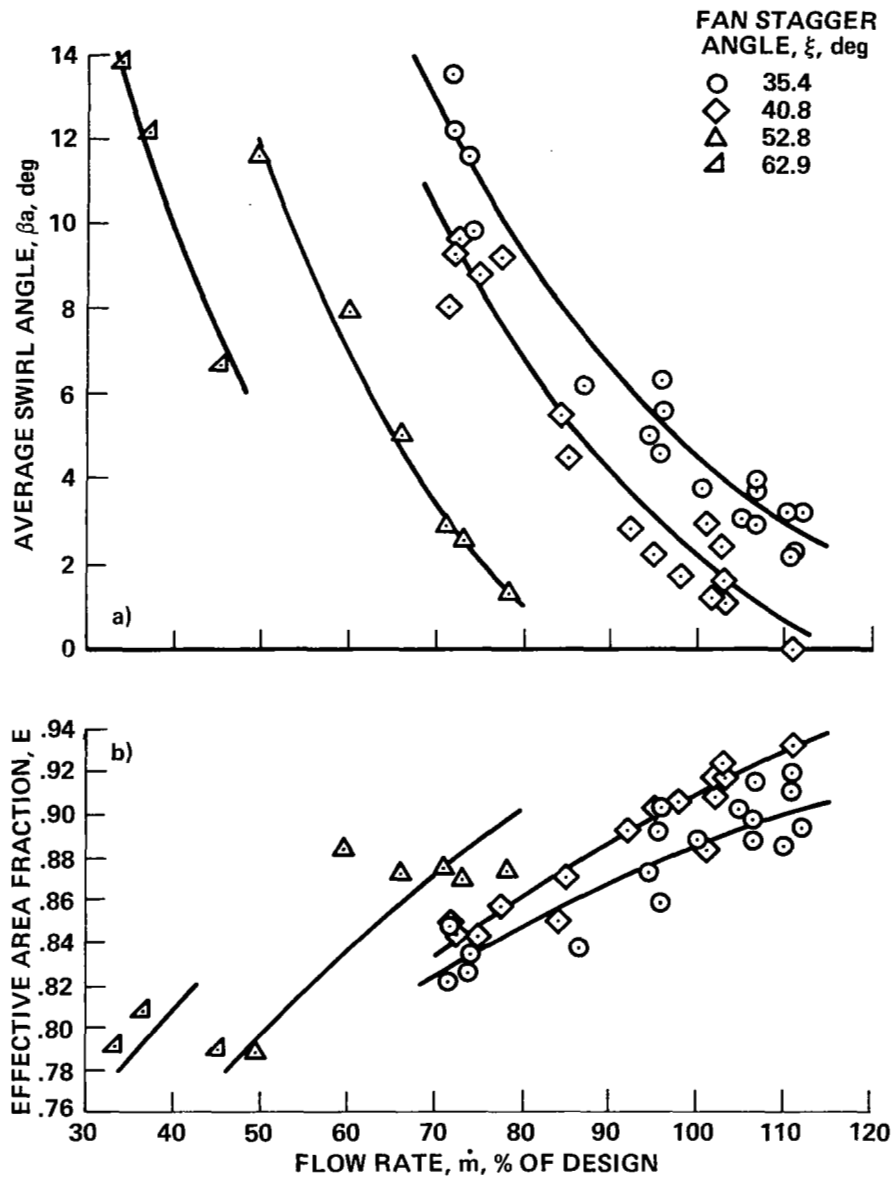 FAN STAGGER
ANGLE, ξ, deg
35.4
40.8
52.8
62.9
AVERAGE SWIRL ANGLE, βa, deg
14
12
10
8
6
4
2
0
a)
EFFECTIVE AREA FRACTION, E
.94
.92
.90
.88
.86
.84
.82
.80
.78
.76
b)
30 40 50 60 70 80 90 100 110 120
FLOW RATE, ṁ, % OF DESIGN